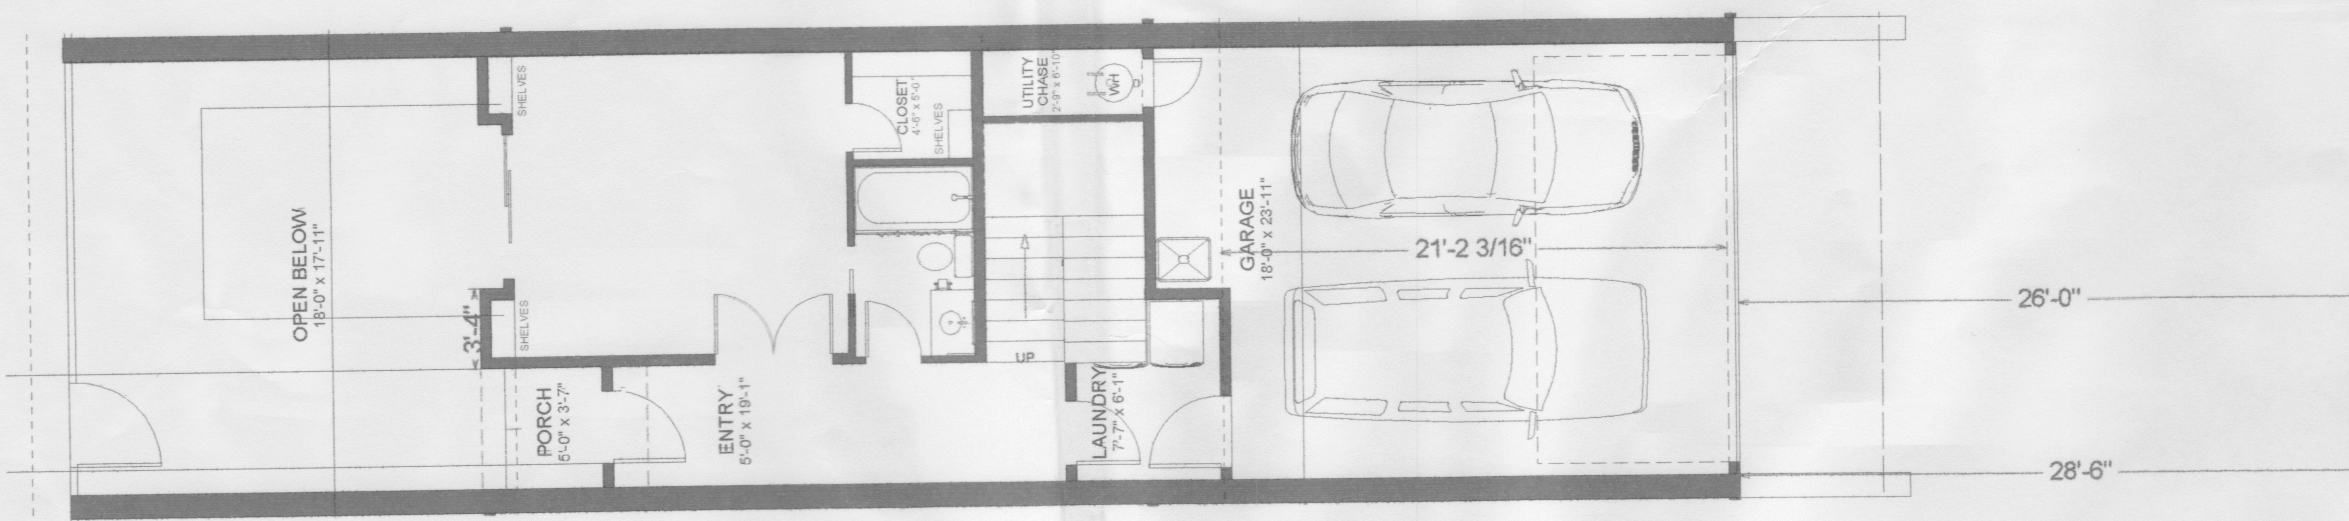 OPEN BELOW
18'-0" x 17'-11"
3'-4"
SHELVES
SHELVES
PORCH
5'-0" x 3'-7"
ENTRY
5'-0" x 19'-1"
CLOSET
4'-6" x 5'-0"
SHELVES
UP
UTILITY
CHASE
2'-9" x 6'-10"
WH
LAUNDRY
7'-7" x 6'-1"
GARAGE
18'-0" x 23'-11"
21'-2 3/16"
26'-0"
28'-6"